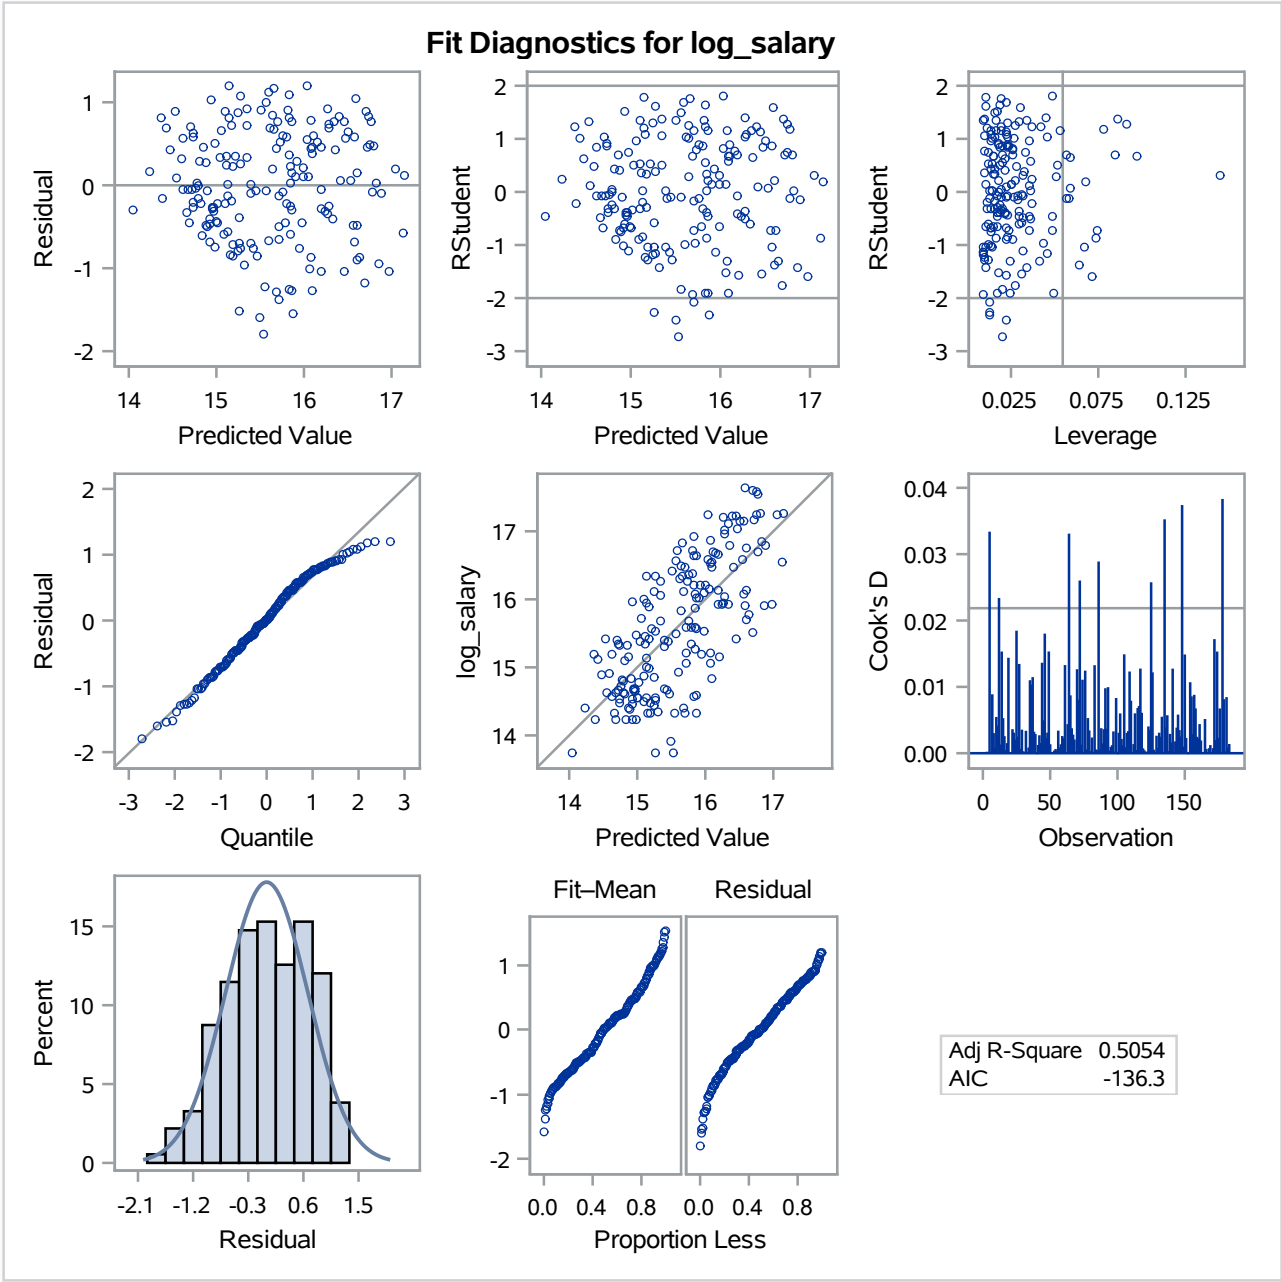 Fit Diagnostics for log_salary
Residual
1
0
-1
-2
14 15 16 17
Predicted Value
RStudent
2
1
0
-1
-2
-3
14 15 16 17
Predicted Value
RStudent
2
1
0
-1
-2
-3
0.025 0.075 0.125
Leverage
Residual
2
1
0
-1
-2
-3 -2 -1 0 1 2 3
Quantile
log_salary
17
16
15
14
14 15 16 17
Predicted Value
Cook's D
0.04
0.03
0.02
0.01
0.00
0 50 100 150
Observation
Percent
15
10
5
0
-2.1 -1.2 -0.3 0.6 1.5
Residual
Fit–Mean Residual
1
0
-1
-2
0.0 0.4 0.8 0.0 0.4 0.8
Proportion Less
Adj R-Square 0.5054
AIC -136.3